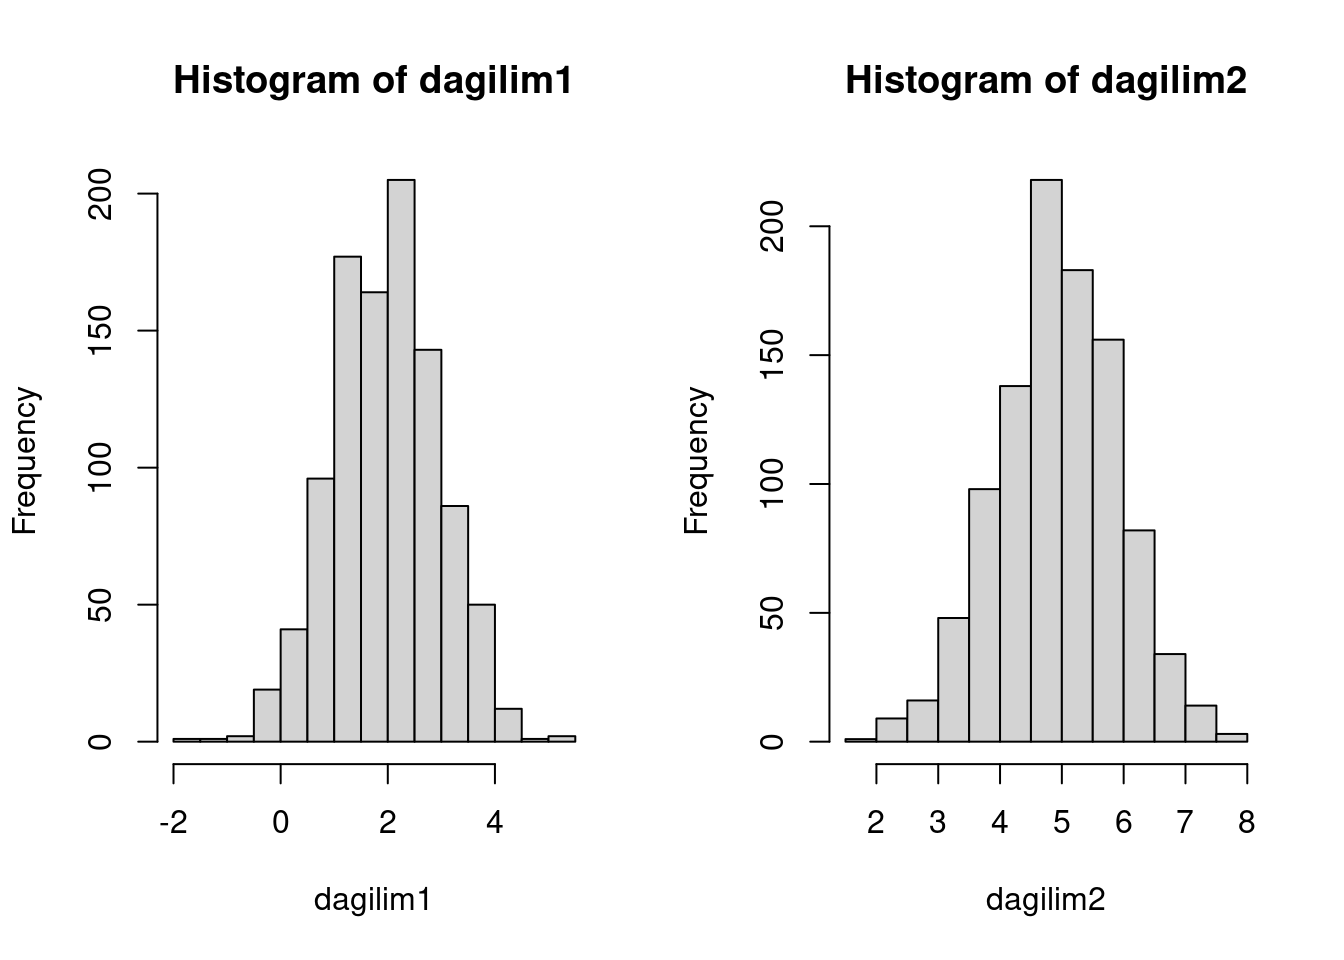 Histogram of dagilim1
Frequency
200
150
100
50
0
-2 0 2 4
dagilim1
Histogram of dagilim2
Frequency
200
150
100
50
0
2 3 4 5 6 7 8
dagilim2